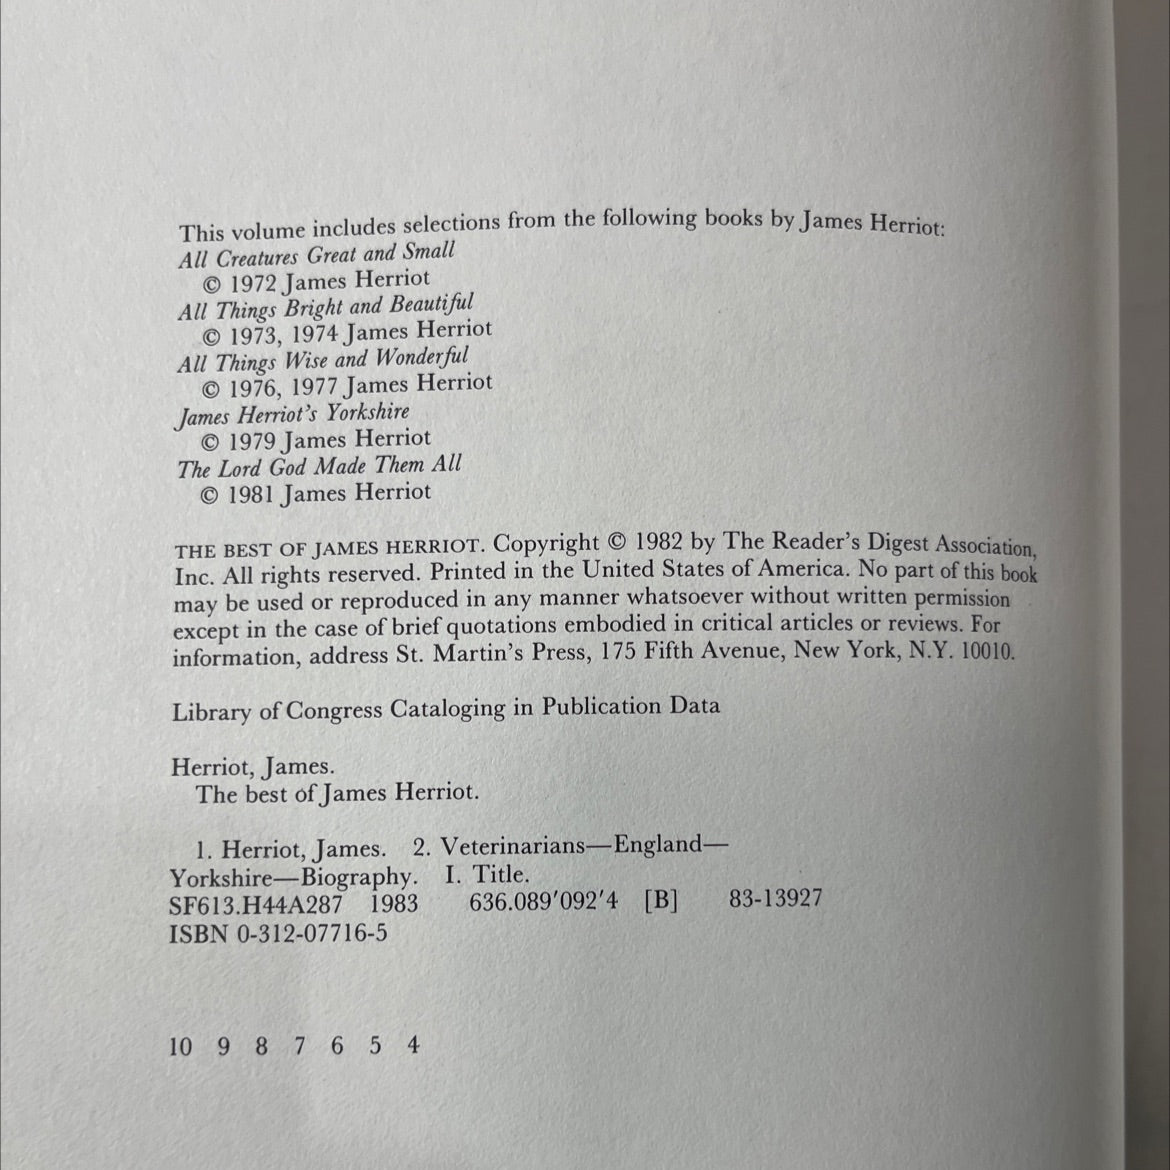 This volume includes selections from the following books by James Herriot:
All Creatures Great and Small
© 1972 James Herriot
All Things Bright and Beautiful
© 1973, 1974 James Herriot
All Things Wise and Wonderful
© 1976, 1977 James Herriot
James Herriot's Yorkshire
© 1979 James Herriot
The Lord God Made Them All
© 1981 James Herriot
THE BEST OF JAMES HERRIOT. Copyright © 1982 by The Reader's Digest Association,
Inc. All rights reserved. Printed in the United States of America. No part of this book
may be used or reproduced in any manner whatsoever without written permission
except in the case of brief quotations embodied in critical articles or reviews. For
information, address St. Martin's Press, 175 Fifth Avenue, New York, N.Y. 10010.
Library of Congress Cataloging in Publication Data
Herriot, James.
The best of James Herriot.
1. Herriot, James. 2. Veterinarians—England—
Yorkshire—Biography. I. Title.
SF613.H44A287 1983 636.089'092'4 [B] 83-13927
ISBN 0-312-07716-5
10 9 8 7 6 5 4